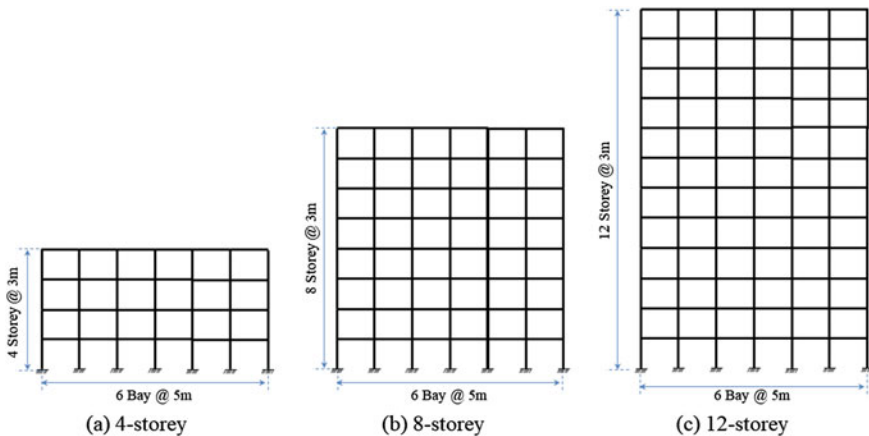 4 Storey @ 3m
6 Bay @ 5m
(a) 4-storey
8 Storey @ 3m
6 Bay @ 5m
(b) 8-storey
12 Storey @ 3m
6 Bay @ 5m
(c) 12-storey